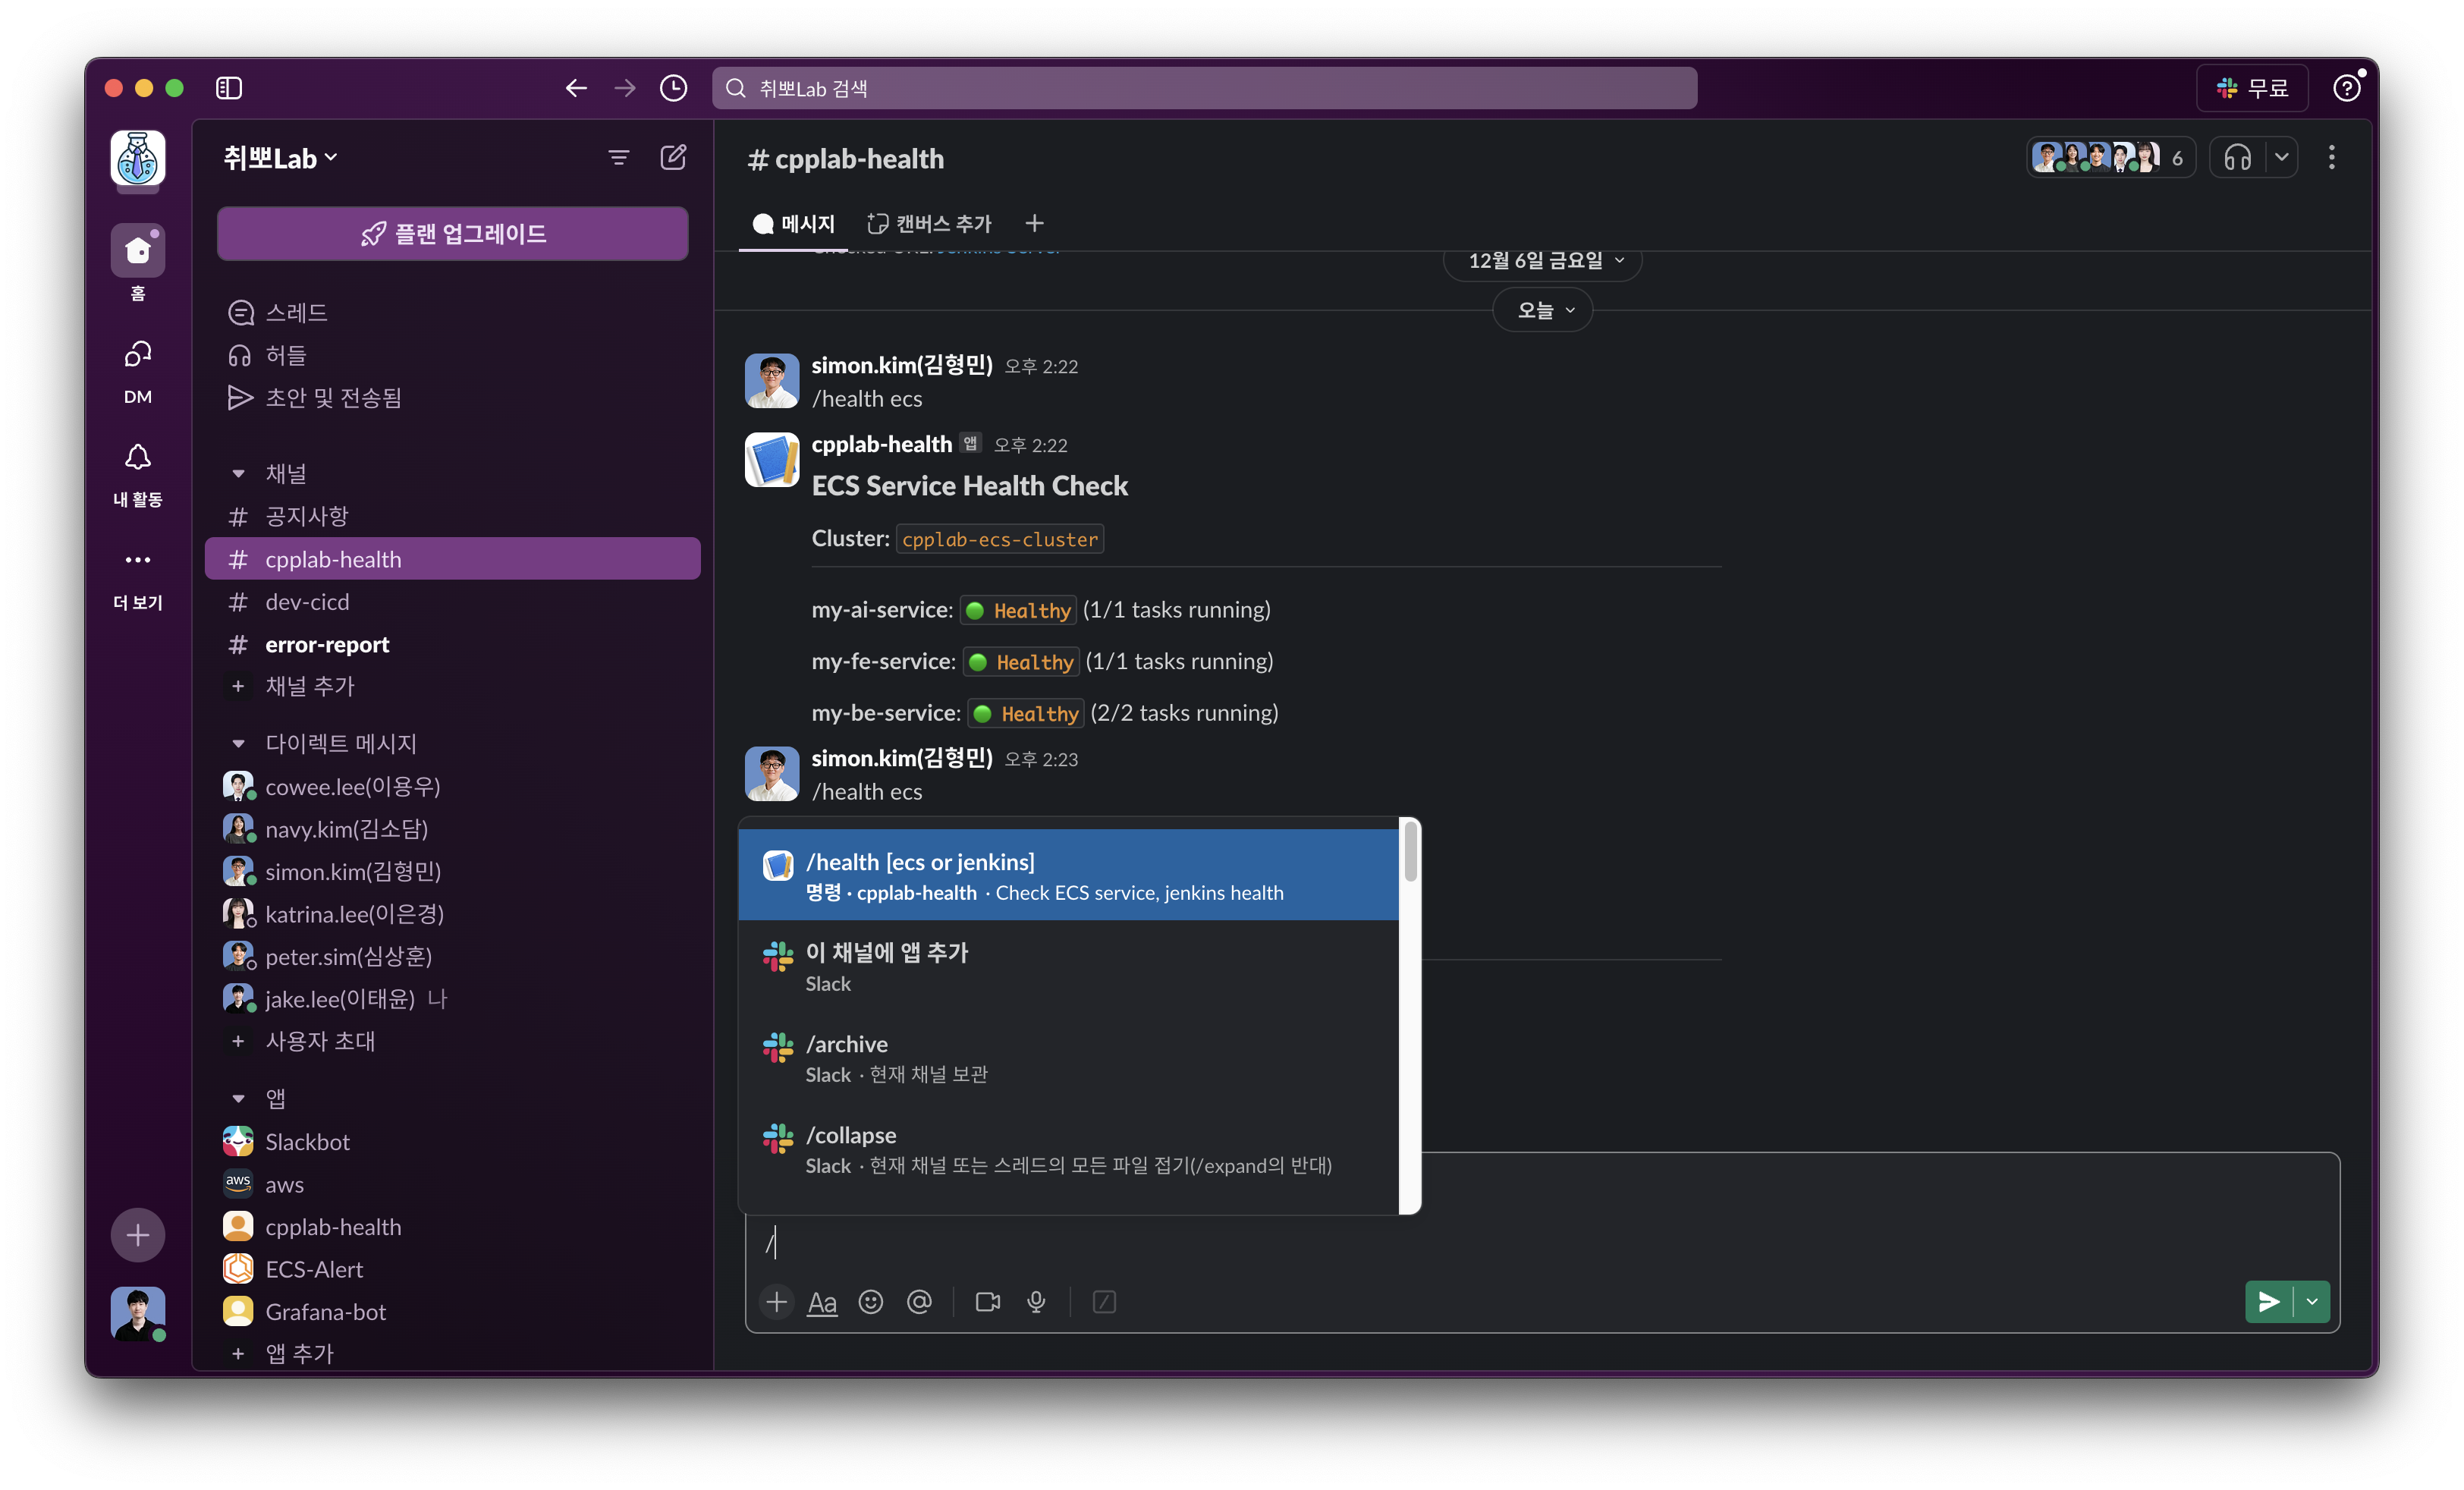 취뽀Lab 검색
무료
취뽀Lab
플랜 업그레이드
홈
DM
내 활동
더 보기
스레드
허들
초안 및 전송됨
채널
# 공지사항
# cpplab-health
# dev-cicd
# error-report
+ 채널 추가
다이렉트 메시지
cowee.lee(이용우)
navy.kim(김소담)
simon.kim(김형민)
katrina.lee(이은경)
peter.sim(심상훈)
jake.lee(이태윤) 나
+ 사용자 초대
앱
Slackbot
aws
aws
cpplab-health
ECS-Alert
Grafana-bot
+ 앱 추가
# cpplab-health
6
메시지
캔버스 추가
12월 6일 금요일
오늘
simon.kim(김형민) 오후 2:22
/health ecs
cpplab-health 앱 오후 2:22
ECS Service Health Check
Cluster: cpplab-ecs-cluster
my-ai-service: Healthy (1/1 tasks running)
my-fe-service: Healthy (1/1 tasks running)
my-be-service: Healthy (2/2 tasks running)
simon.kim(김형민) 오후 2:23
/health ecs
/health [ecs or jenkins]
명령 · cpplab-health · Check ECS service, jenkins health
이 채널에 앱 추가
Slack
/archive
Slack · 현재 채널 보관
/collapse
Slack · 현재 채널 또는 스레드의 모든 파일 접기(/expand의 반대)
/
Aa